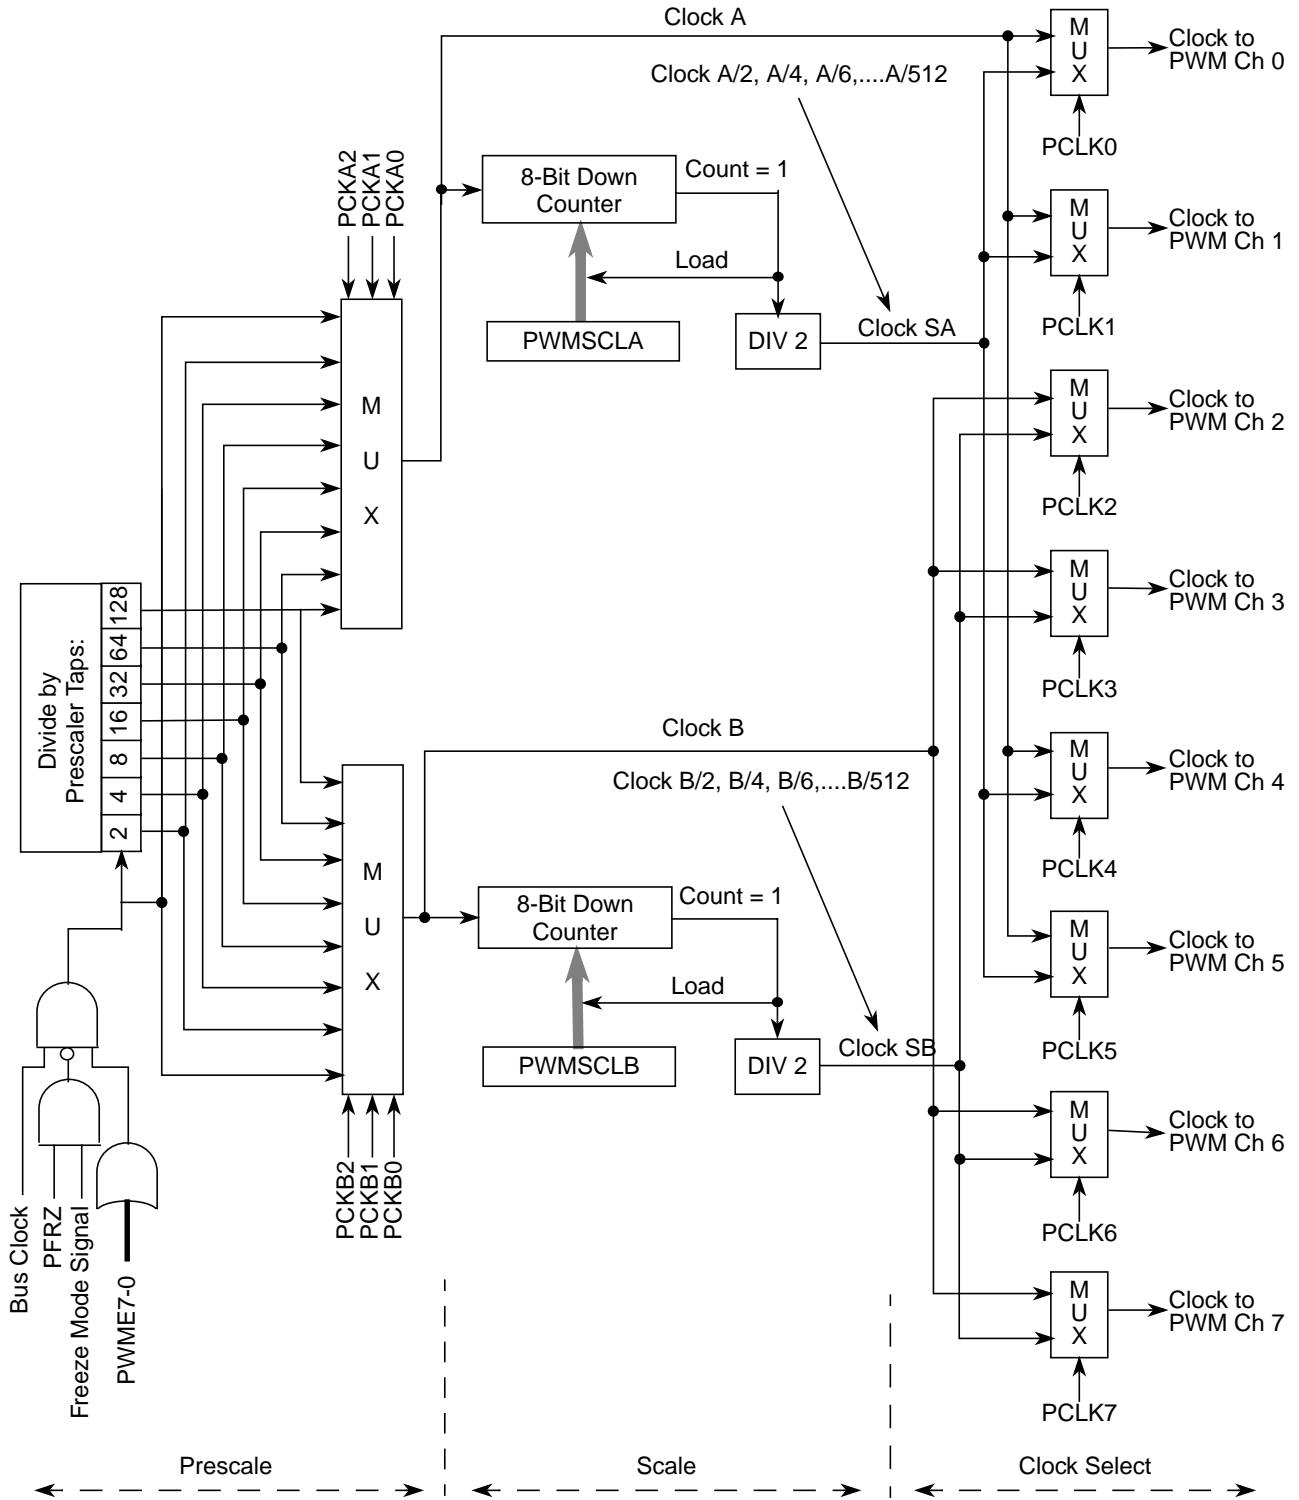 Clock A
Clock A/2, A/4, A/6,....A/512
M
U
X
Clock to
PWM Ch 0
PCLK0
PCKA2
PCKA1
PCKA0
8-Bit Down
Counter
Count = 1
Load
PWMSCLA
DIV 2
Clock SA
M
U
X
Clock to
PWM Ch 1
PCLK1
M
U
X
M
U
X
Clock to
PWM Ch 2
PCLK2
M
U
X
Clock to
PWM Ch 3
PCLK3
Divide by
Prescaler Taps:
128
64
32
16
8
4
2
Clock B
Clock B/2, B/4, B/6,....B/512
M
U
X
Clock to
PWM Ch 4
PCLK4
M
U
X
8-Bit Down
Counter
Count = 1
Load
PWMSCLB
DIV 2
Clock SB
M
U
X
Clock to
PWM Ch 5
PCLK5
PCKB2
PCKB1
PCKB0
M
U
X
Clock to
PWM Ch 6
PCLK6
Bus Clock
PFRZ
Freeze Mode Signal
PWME7-0
M
U
X
Clock to
PWM Ch 7
PCLK7
Prescale
Scale
Clock Select